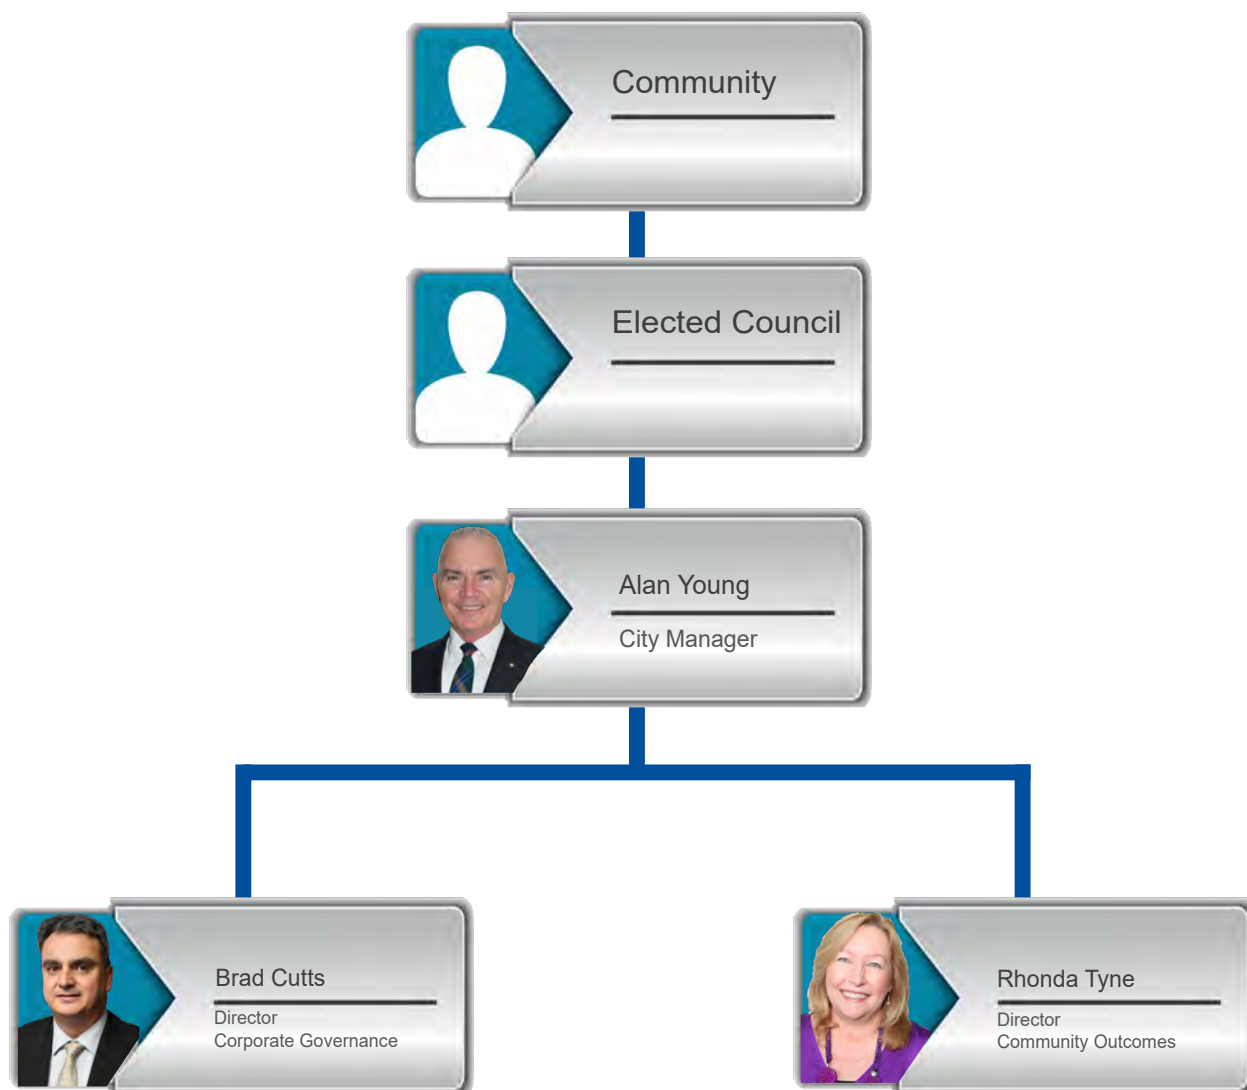 Community
Elected Council
Alan Young
City Manager
Brad Cutts
Director
Corporate Governance
Rhonda Tyne
Director
Community Outcomes